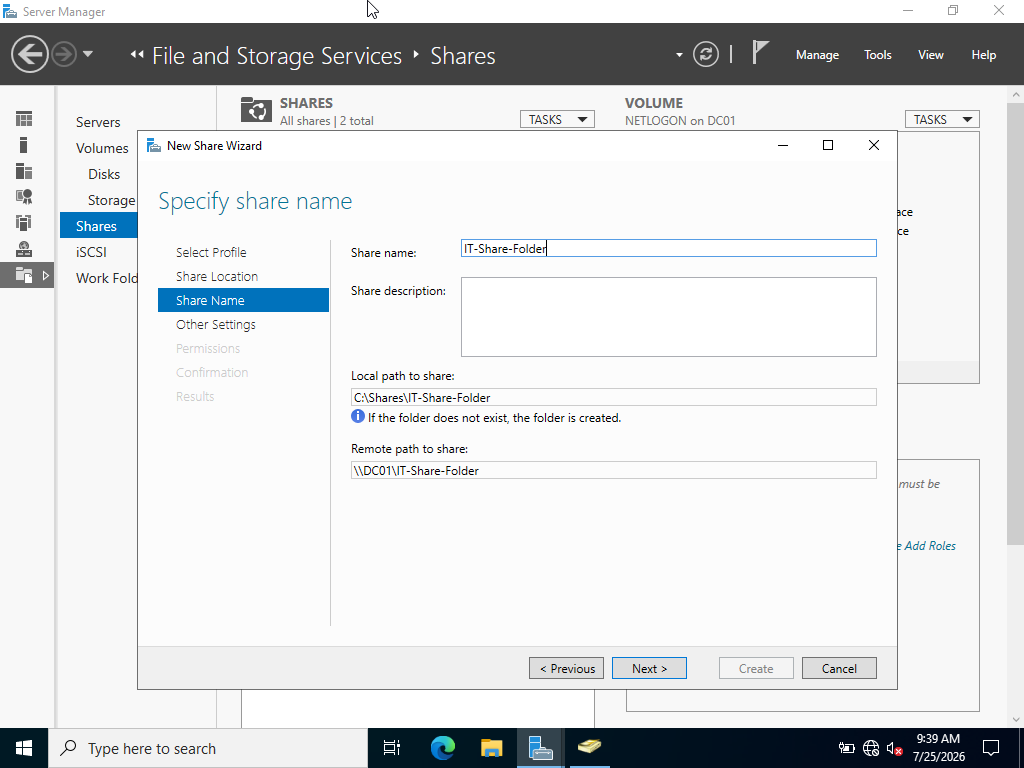 Server Manager
File and Storage Services
Shares
Manage
Tools
View
Help
Servers
Volumes
Disks
Storage
Shares
iSCSI
Work Fold
SHARES
All shares | 2 total
TASKS
VOLUME
NETLOGON on DC01
TASKS
New Share Wizard
Specify share name
Select Profile
Share Location
Share Name
Other Settings
Permissions
Confirmation
Results
Share name:
IT-Share-Folder
Share description:
Local path to share:
C:\Shares\IT-Share-Folder
If the folder does not exist, the folder is created.
Remote path to share:
\\DC01\IT-Share-Folder
< Previous
Next >
Create
Cancel
must be
Add Roles
Type here to search
9:39 AM
7/25/2026